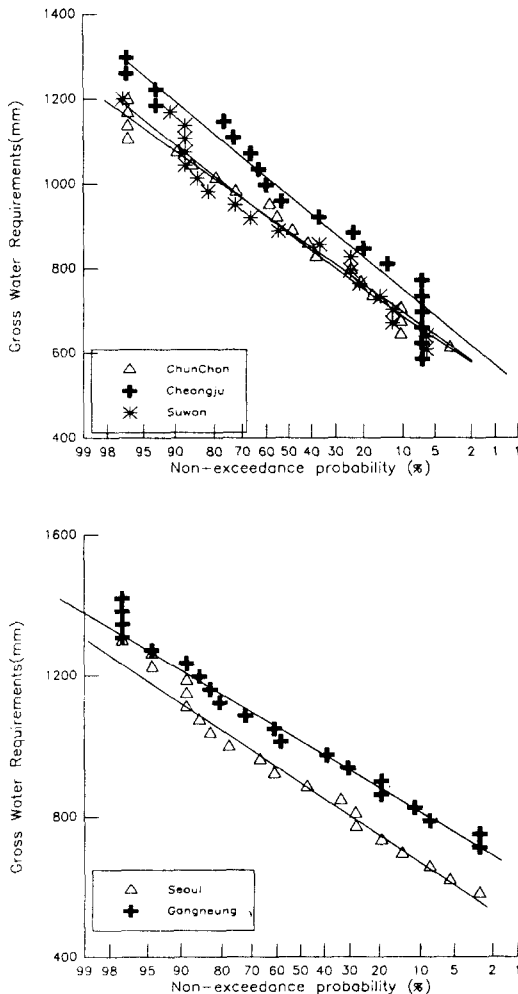 1400
1200
1000
800
600
400
Gross Water Requirements(mm)
ChunChon
Cheongju
Suwon
99 98 95 90 80 70 60 50 40 30 20 10 5 2 1 1
Non-exceedance probability (%)
1600
1200
800
400
Gross Water Requirements(mm)
Seoul
Gangneung
99 98 95 90 80 70 60 50 40 30 20 10 5 2 1 1
Non-exceedance probability (%)